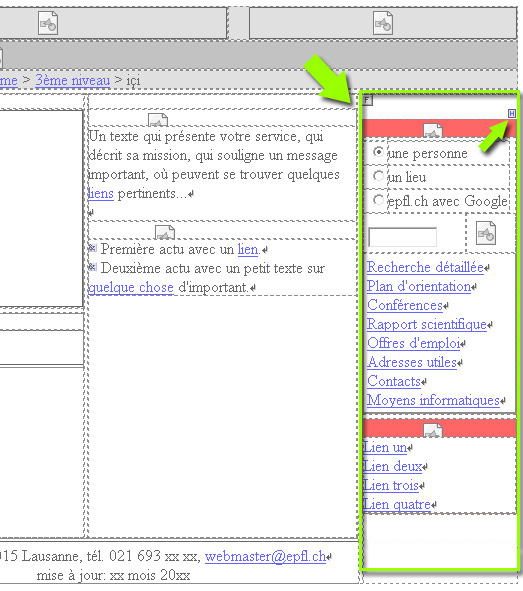 me > 3ème niveau > içi
Un texte qui présente votre service, qui
décrit sa mission, qui souligne un message
important, où peuvent se trouver quelques
liens pertinents...
Première actu avec un lien.
Deuxième actu avec un petit texte sur
quelque chose d'important.
F
H
une personne
un lieu
epfl.ch avec Google
Recherche détaillée
Plan d'orientation
Conférences
Rapport scientifique
Offres d'emploi
Adresses utiles
Contacts
Moyens informatiques
Lien un
Lien deux
Lien trois
Lien quatre
015 Lausanne, tél. 021 693 xx xx, webmaster@epfl.ch
mise à jour: xx mois 20xx